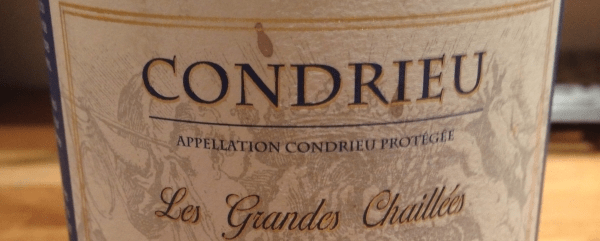 CONDRIEU
APPELLATION CONDRIEU PROTÉGÉE
Les Grandes Chaillées